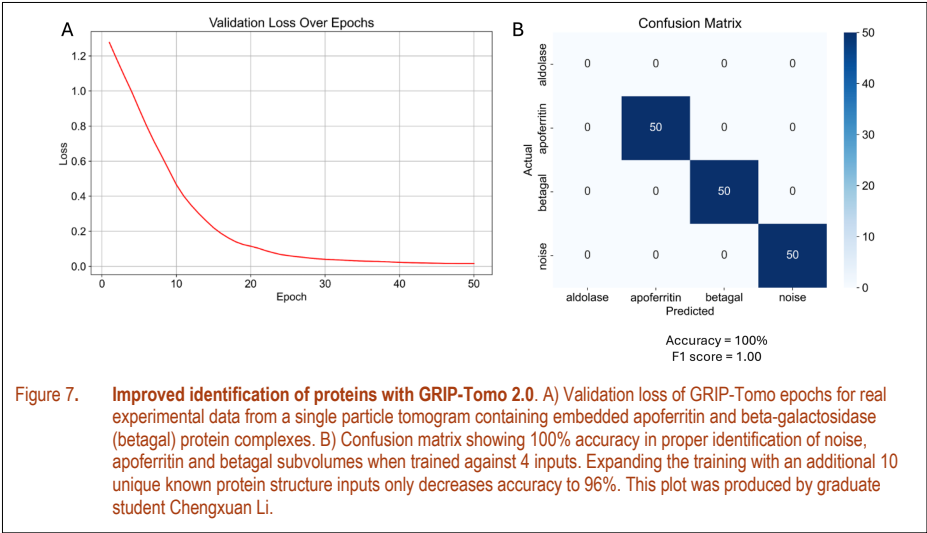 A
Validation Loss Over Epochs
1.2
1.0
0.8
0.6
0.4
0.2
0.0
Loss
0 10 20 30 40 50
Epoch
B
Confusion Matrix
Actual
aldolase 0 0 0 0
apoferritin 0 50 0 0
betagal 0 0 50 0
noise 0 0 0 50
aldolase apoferritin betagal noise
Predicted
50
40
30
20
10
0
Accuracy = 100%
F1 score = 1.00
Figure 7. Improved identification of proteins with GRIP-Tomo 2.0. A) Validation loss of GRIP-Tomo epochs for real
experimental data from a single particle tomogram containing embedded apoferritin and beta-galactosidase
(betagal) protein complexes. B) Confusion matrix showing 100% accuracy in proper identification of noise,
apoferritin and betagal subvolumes when trained against 4 inputs. Expanding the training with an additional 10
unique known protein structure inputs only decreases accuracy to 96%. This plot was produced by graduate
student Chengxuan Li.